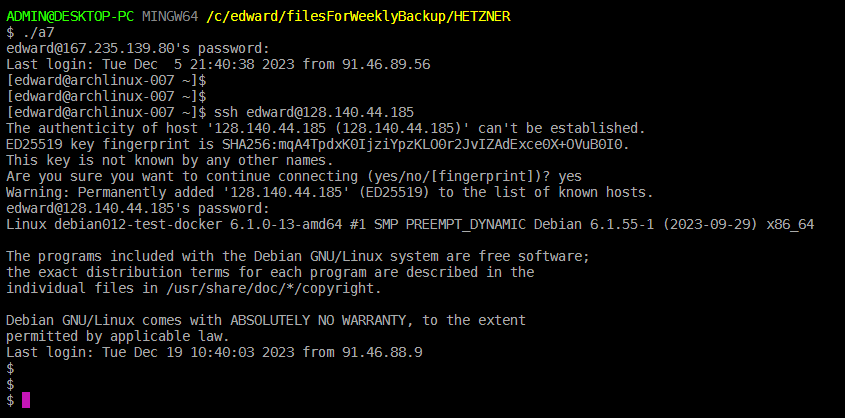 ADMIN@DESKTOP-PC MINGW64 /c/edward/filesForWeeklyBackup/HETZNER
$ ./a7
edward@167.235.139.80's password:
Last login: Tue Dec  5 21:40:38 2023 from 91.46.89.56
[edward@archlinux-007 ~]$
[edward@archlinux-007 ~]$
[edward@archlinux-007 ~]$ ssh edward@128.140.44.185
The authenticity of host '128.140.44.185 (128.140.44.185)' can't be established.
ED25519 key fingerprint is SHA256:mqA4TpdxK0IjziYpzKLO0r2JvIZAdExce0X+OVuB0I0.
This key is not known by any other names.
Are you sure you want to continue connecting (yes/no/[fingerprint])? yes
Warning: Permanently added '128.140.44.185' (ED25519) to the list of known hosts.
edward@128.140.44.185's password:
Linux debian012-test-docker 6.1.0-13-amd64 #1 SMP PREEMPT_DYNAMIC Debian 6.1.55-1 (2023-09-29) x86_64

The programs included with the Debian GNU/Linux system are free software;
the exact distribution terms for each program are described in the
individual files in /usr/share/doc/*/copyright.

Debian GNU/Linux comes with ABSOLUTELY NO WARRANTY, to the extent
permitted by applicable law.
Last login: Tue Dec 19 10:40:03 2023 from 91.46.88.9
$
$
$